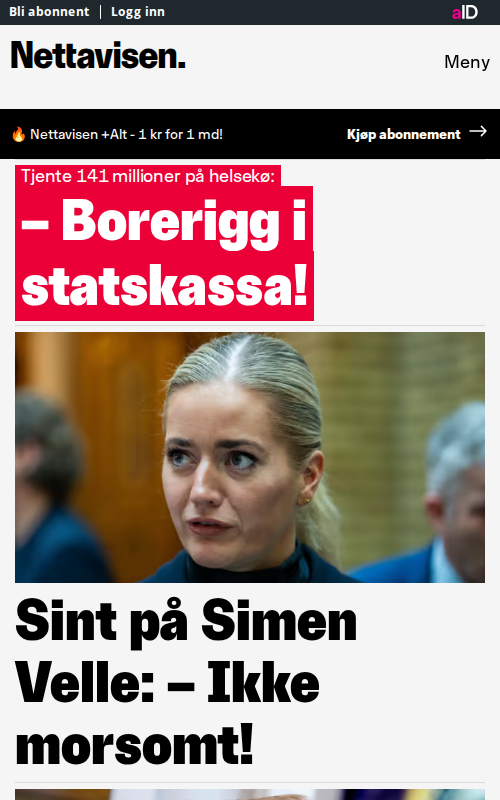 Bli abonnent | Logg inn
aID
Nettavisen.
Meny
🔥 Nettavisen +Alt - 1 kr for 1 md!
Kjøp abonnement →
Tjente 141 millioner på helsekø:
– Borerigg i
statskassa!
Sint på Simen
Velle: – Ikke
morsomt!